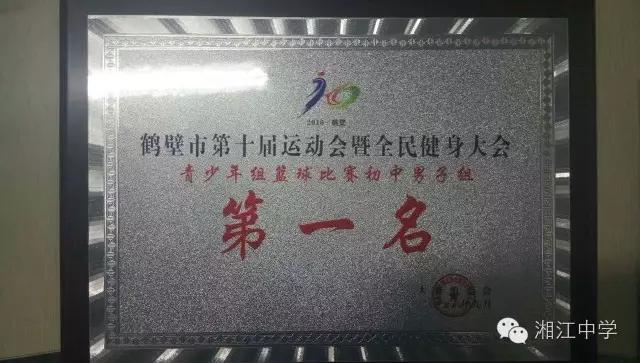 2016·鹤壁
鹤壁市第十届运动会暨全民健身大会
青少年组篮球比赛初中男子组
第一名
湘江中学